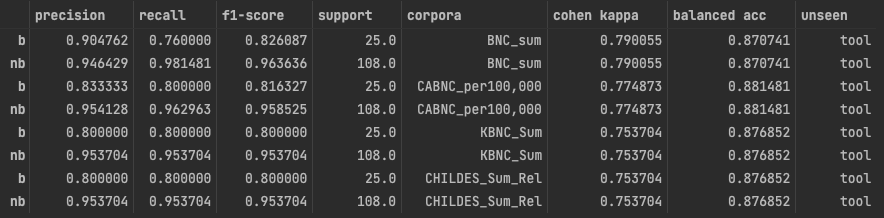 precision recall f1-score support corpora cohen kappa balanced acc unseen
b 0.904762 0.760000 0.826087 25.0 BNC_sum 0.790055 0.870741 tool
nb 0.946429 0.981481 0.963636 108.0 BNC_sum 0.790055 0.870741 tool
b 0.833333 0.800000 0.816327 25.0 CABNC_per100,000 0.774873 0.881481 tool
nb 0.954128 0.962963 0.958525 108.0 CABNC_per100,000 0.774873 0.881481 tool
b 0.800000 0.800000 0.800000 25.0 KBNC_Sum 0.753704 0.876852 tool
nb 0.953704 0.953704 0.953704 108.0 KBNC_Sum 0.753704 0.876852 tool
b 0.800000 0.800000 0.800000 25.0 CHILDES_Sum_Rel 0.753704 0.876852 tool
nb 0.953704 0.953704 0.953704 108.0 CHILDES_Sum_Rel 0.753704 0.876852 tool